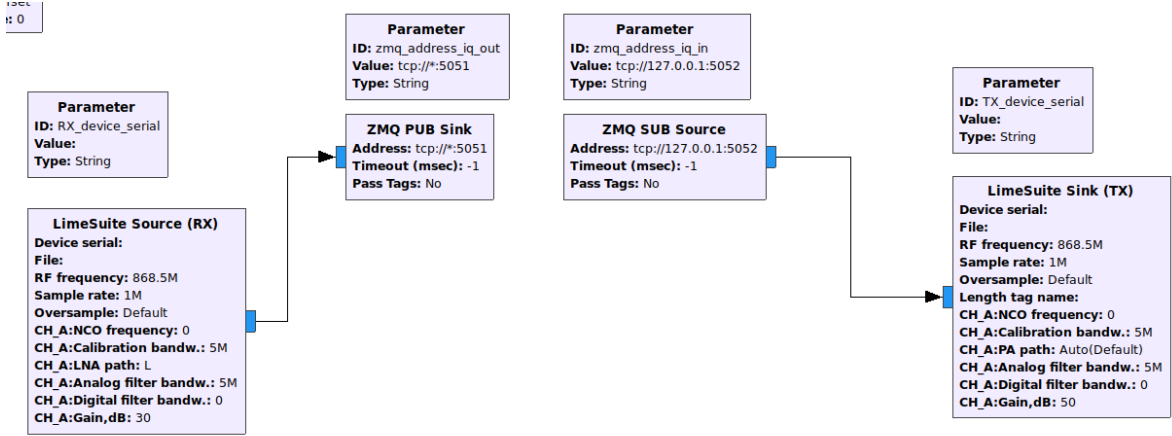 e: 0
Parameter
ID: RX_device_serial
Value:
Type: String
LimeSuite Source (RX)
Device serial:
File:
RF frequency: 868.5M
Sample rate: 1M
Oversample: Default
CH_A:NCO frequency: 0
CH_A:Calibration bandw.: 5M
CH_A:LNA path: L
CH_A:Analog filter bandw.: 5M
CH_A:Digital filter bandw.: 0
CH_A:Gain,dB: 30
Parameter
ID: zmq_address_iq_out
Value: tcp://*:5051
Type: String
ZMQ PUB Sink
Address: tcp://*:5051
Timeout (msec): -1
Pass Tags: No
Parameter
ID: zmq_address_iq_in
Value: tcp://127.0.0.1:5052
Type: String
ZMQ SUB Source
Address: tcp://127.0.0.1:5052
Timeout (msec): -1
Pass Tags: No
Parameter
ID: TX_device_serial
Value:
Type: String
LimeSuite Sink (TX)
Device serial:
File:
RF frequency: 868.5M
Sample rate: 1M
Oversample: Default
Length tag name:
CH_A:NCO frequency: 0
CH_A:Calibration bandw.: 5M
CH_A:PA path: Auto(Default)
CH_A:Analog filter bandw.: 5M
CH_A:Digital filter bandw.: 0
CH_A:Gain,dB: 50